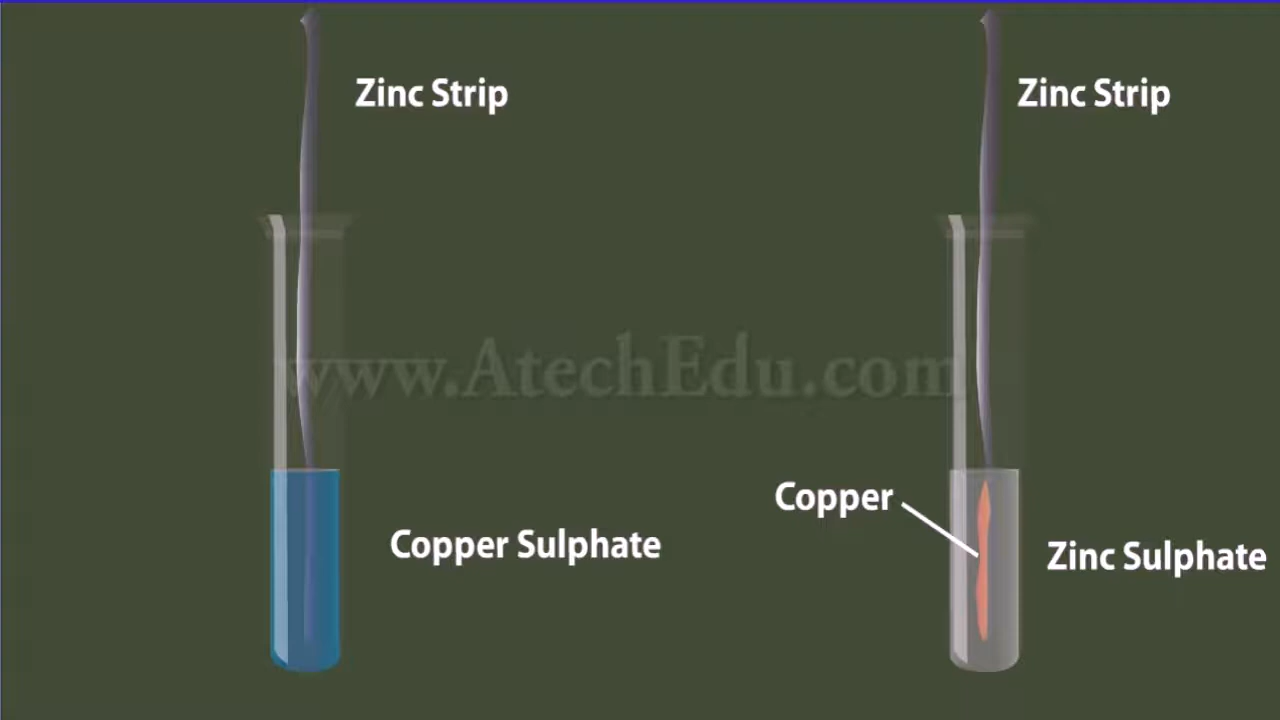 Zinc Strip
Zinc Strip
www.AtechEdu.com
Copper
Copper Sulphate
Zinc Sulphate